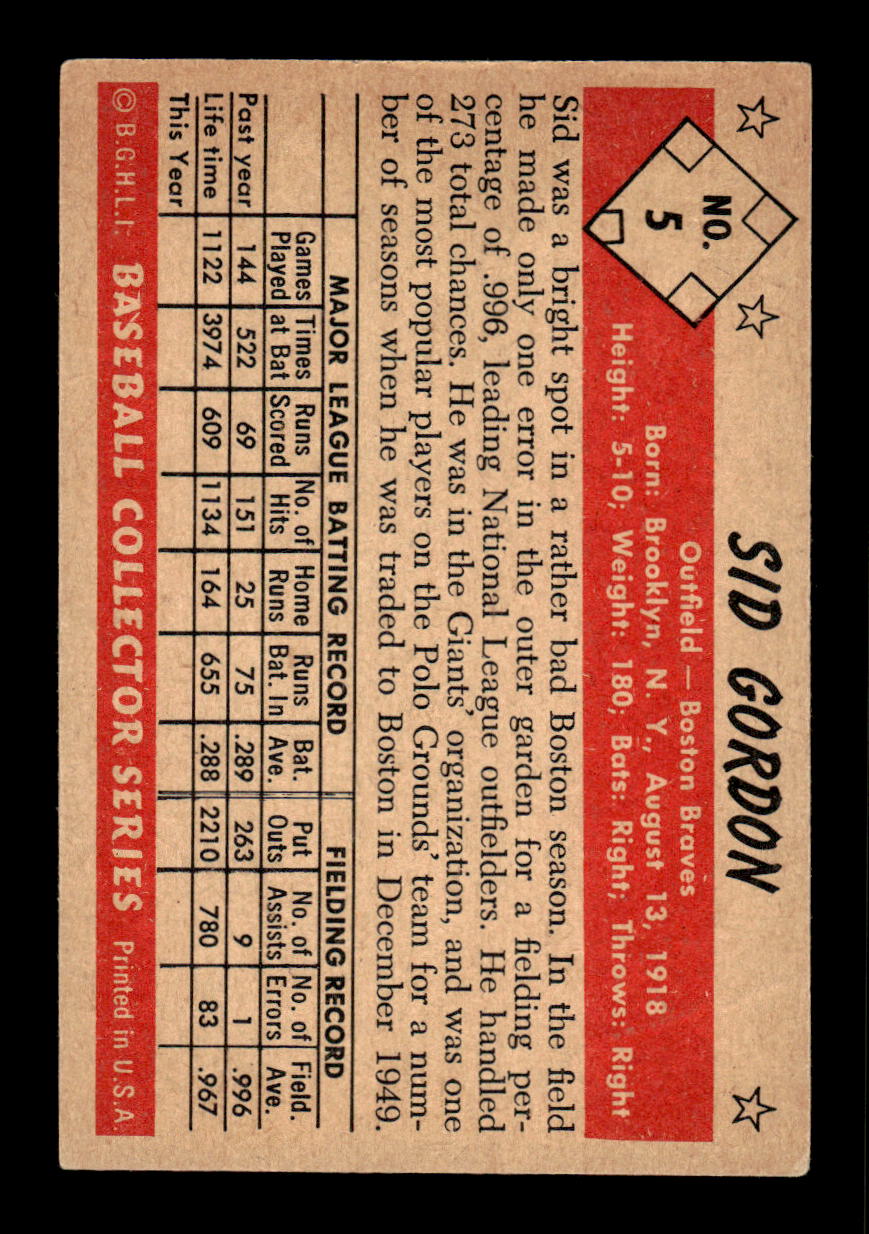 SID GORDON
NO.
5
Outfield — Boston Braves
Born: Brooklyn, N. Y., August 13, 1918
Height: 5-10; Weight: 180; Bats: Right; Throws: Right
Sid was a bright spot in a rather bad Boston season. In the field
he made only one error in the outer garden for a fielding per-
centage of .996, leading National League outfielders. He handled
273 total chances. He was in the Giants' organization, and was one
of the most popular players on the Polo Grounds' team for a num-
ber of seasons when he was traded to Boston in December 1949.
MAJOR LEAGUE BATTING RECORD FIELDING RECORD
Games Times Runs No. of Home Runs Bat. Put No. of No. of Field.
Played at Bat Scored Hits Runs Bat. In Ave. Outs Assists Errors Ave.
Past year 144 522 69 151 25 75 .289 263 9 1 .996
Life time 1122 3974 609 1134 164 655 .288 2210 780 83 .967
This Year
© B.G.H.L.I. BASEBALL COLLECTOR SERIES Printed in U.S.A.